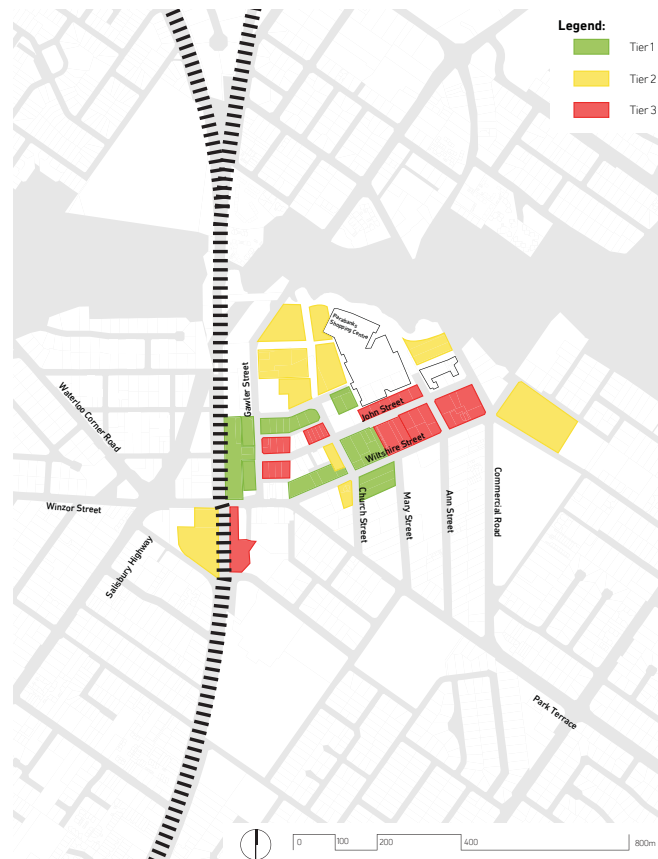 Legend:
Tier 1
Tier 2
Tier 3
Parabanks
Shopping Centre
Gawler Street
John Street
Wiltshire Street
Waterloo Corner Road
Winzor Street
Salisbury Highway
Church Street
Mary Street
Ann Street
Commercial Road
Park Terrace
0
100
200
400
800m